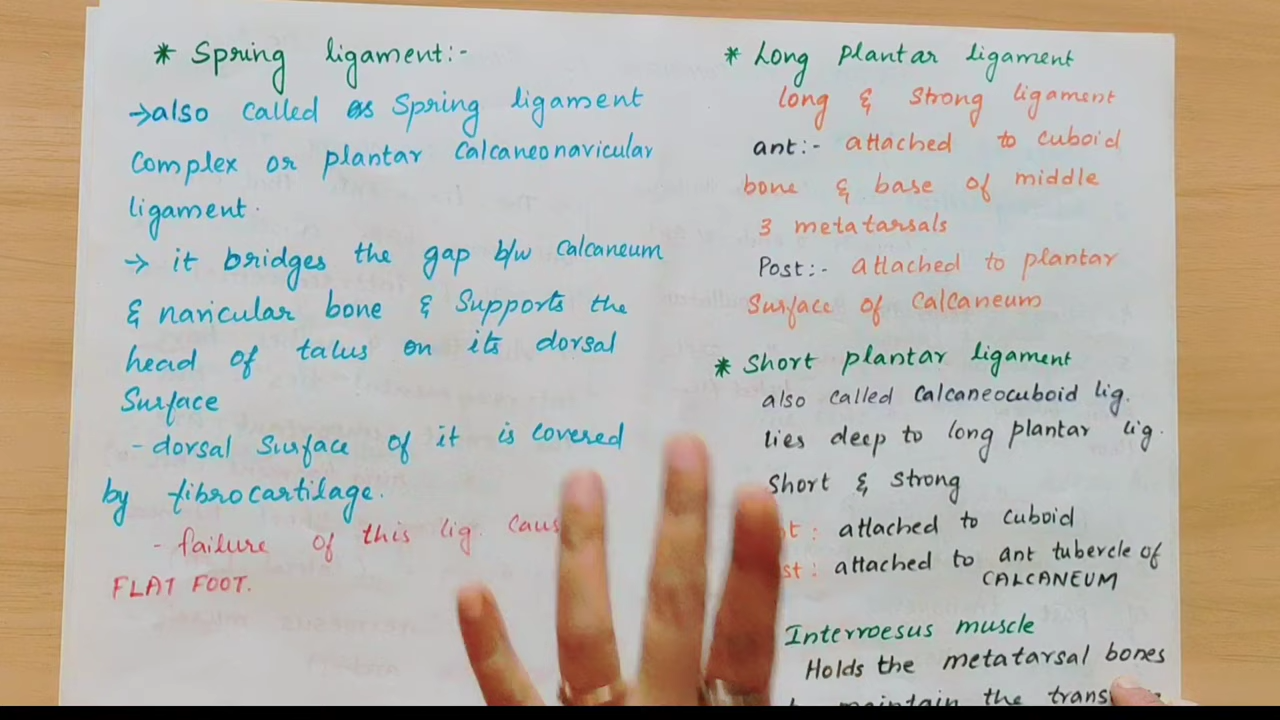 * Spring ligament:-
→also called as Spring ligament
Complex or plantar Calcaneonavicular
ligament.
→ it bridges the gap b/w Calcaneum
& navicular bone & Supports the
head of talus on its dorsal
Surface
- dorsal Surface of it is covered
by fibrocartilage.
- failure of this lig.
FLAT FOOT.
* Long Plantar ligament
long & strong ligament
ant:- attached to cuboid
bone & base of middle
3 metatarsals
Post:- attached to plantar
Surface of Calcaneum
* Short plantar ligament
also called Calcaneocuboid lig.
lies deep to long plantar lig.
Short & Strong
attached to Cuboid
attached to ant tubercle of
CALCANEUM
Interroesus muscle
Holds the metatarsal bones
maintain the